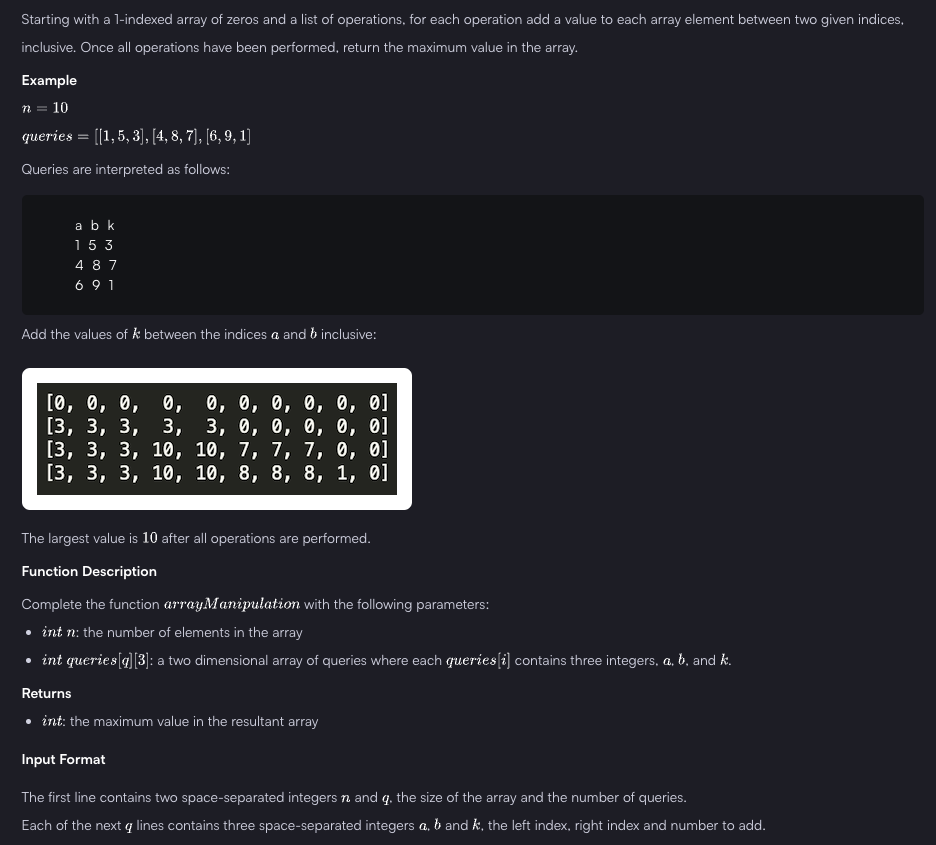 Starting with a 1-indexed array of zeros and a list of operations, for each operation add a value to each array element between two given indices,
inclusive. Once all operations have been performed, return the maximum value in the array.
Example
n = 10
queries = [[1, 5, 3], [4, 8, 7], [6, 9, 1]
Queries are interpreted as follows:
a b k
1 5 3
4 8 7
6 9 1
Add the values of k between the indices a and b inclusive:
[0, 0, 0, 0, 0, 0, 0, 0, 0, 0]
[3, 3, 3, 3, 3, 0, 0, 0, 0, 0]
[3, 3, 3, 10, 10, 7, 7, 7, 0, 0]
[3, 3, 3, 10, 10, 8, 8, 8, 1, 0]
The largest value is 10 after all operations are performed.
Function Description
Complete the function arrayManipulation with the following parameters:
• int n: the number of elements in the array
• int queries[q][3]: a two dimensional array of queries where each queries[i] contains three integers, a, b, and k.
Returns
• int: the maximum value in the resultant array
Input Format
The first line contains two space-separated integers n and q, the size of the array and the number of queries.
Each of the next q lines contains three space-separated integers a, b and k, the left index, right index and number to add.